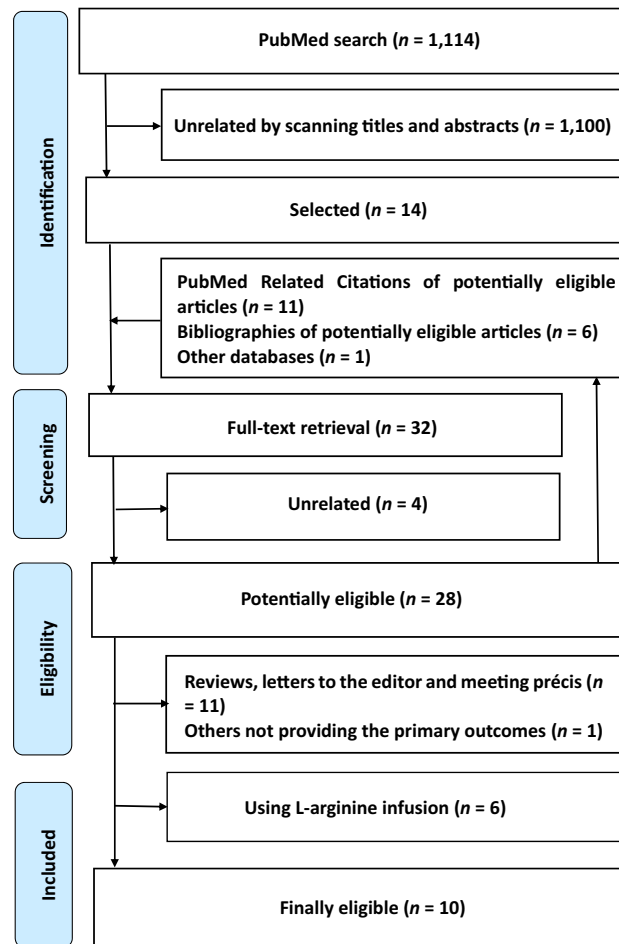 PubMed search (n = 1,114)
Unrelated by scanning titles and abstracts (n = 1,100)
Identification
Selected (n = 14)
PubMed Related Citations of potentially eligible
articles (n = 11)
Bibliographies of potentially eligible articles (n = 6)
Other databases (n = 1)
Screening
Full-text retrieval (n = 32)
Unrelated (n = 4)
Eligibility
Potentially eligible (n = 28)
Reviews, letters to the editor and meeting précis (n
= 11)
Others not providing the primary outcomes (n = 1)
Included
Using L-arginine infusion (n = 6)
Finally eligible (n = 10)